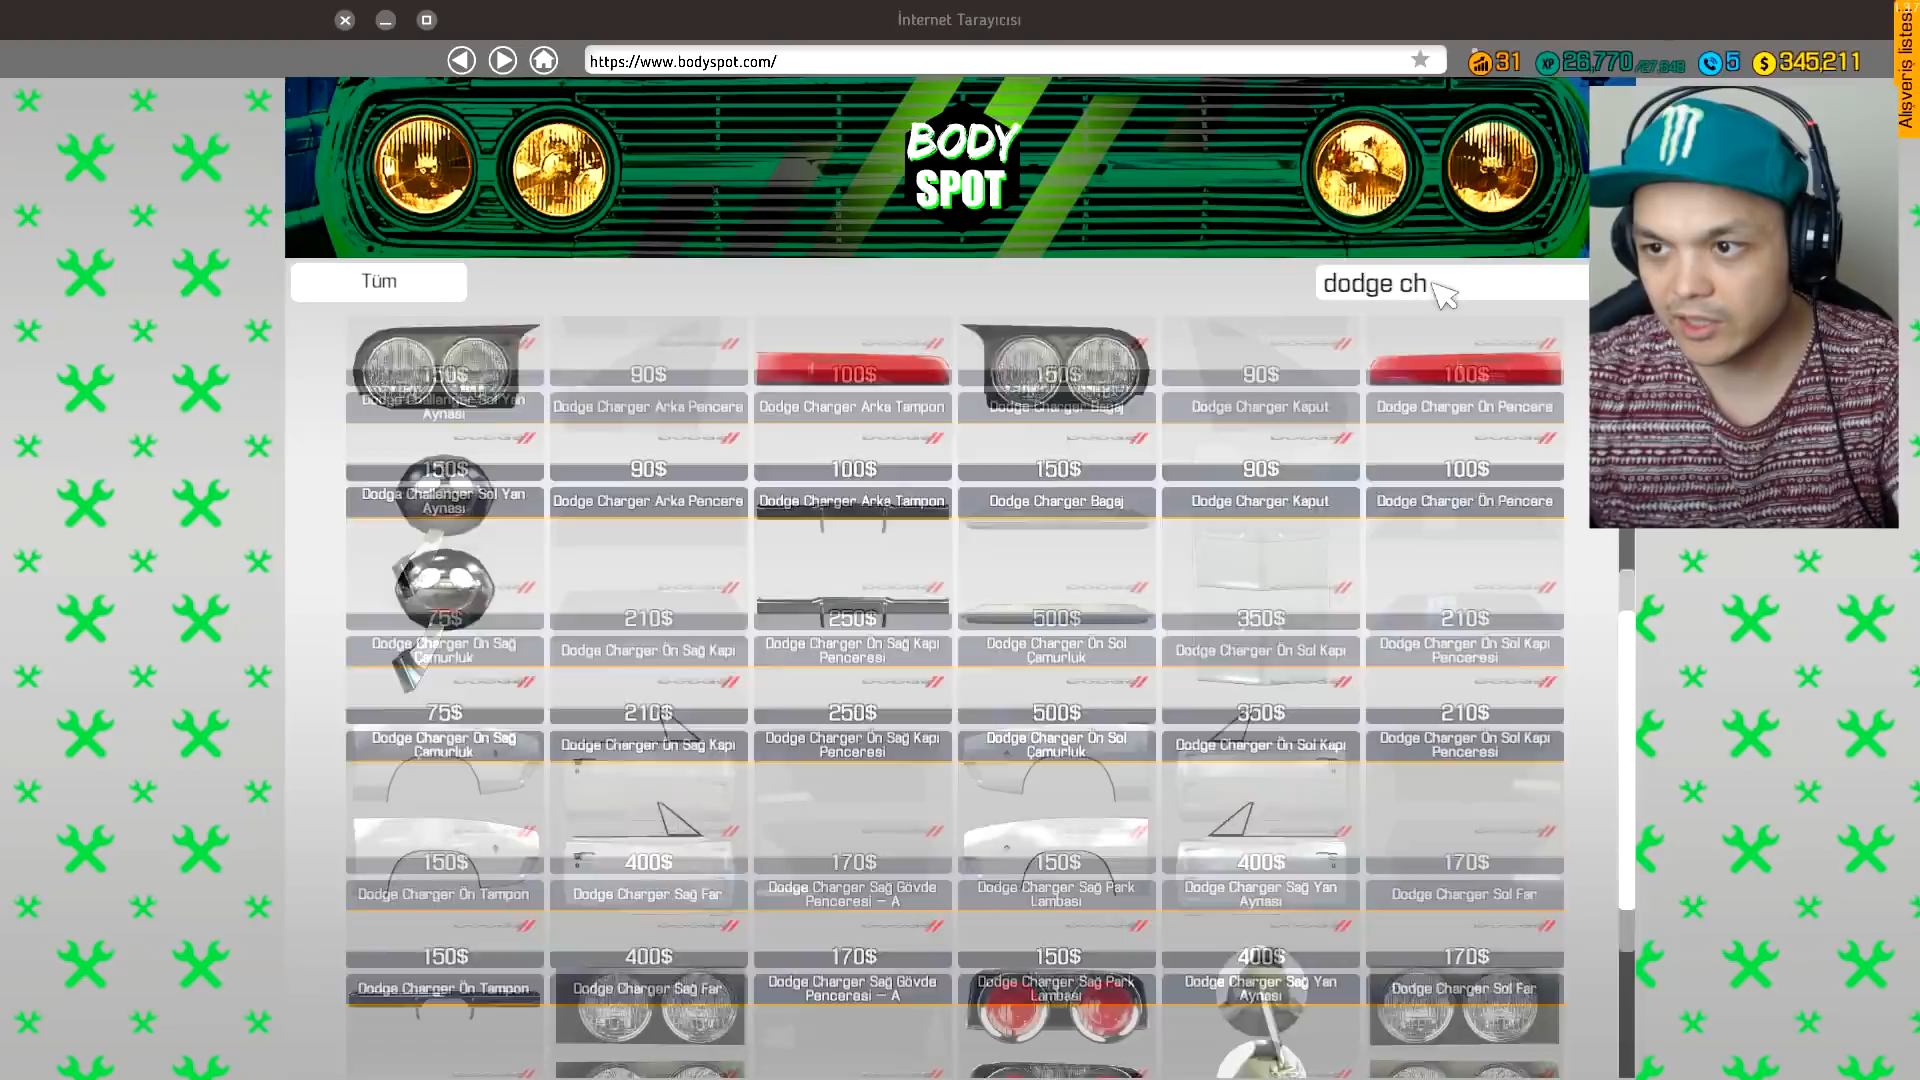 İnternet Tarayıcısı
https://www.bodyspot.com/
31
XP 26,770
5
$ 345,211
Alışveriş listesi
BODY
SPOT
Tüm
dodge ch
150$ 90$ 100$ 150$ 90$ 100$
Dodge Challenger Sol Yan Aynası
Dodge Charger Arka Pencere
Dodge Charger Arka Tampon
Dodge Charger Bagaj
Dodge Charger Kaput
Dodge Charger Ön Pencere
150$ 90$ 100$ 150$ 90$ 100$
Dodge Challenger Sol Yan
Aynası
Dodge Charger Arka Pencere
Dodge Charger Arka Tampon
Dodge Charger Bagaj
Dodge Charger Kaput
Dodge Charger Ön Pencere
75$ 210$ 250$ 500$ 350$ 210$
Dodge Charger Ön Sağ
Çamurluk
Dodge Charger Ön Sağ Kapı
Dodge Charger Ön Sağ Kapı
Penceresi
Dodge Charger Ön Sol
Çamurluk
Dodge Charger Ön Sol Kapı
Dodge Charger Ön Sol Kapı
Penceresi
75$ 210$ 250$ 500$ 350$ 210$
Dodge Charger Ön Sağ
Çamurluk
Dodge Charger Ön Sağ Kapı
Dodge Charger Ön Sağ Kapı
Penceresi
Dodge Charger Ön Sol
Çamurluk
Dodge Charger Ön Sol Kapı
Dodge Charger Ön Sol Kapı
Penceresi
150$ 400$ 170$ 150$ 400$ 170$
Dodge Charger Ön Tampon
Dodge Charger Sağ Far
Dodge Charger Sağ Gövde
Penceresi – A
Dodge Charger Sağ Park
Lambası
Dodge Charger Sağ Yan
Aynası
Dodge Charger Sol Far
150$ 400$ 170$ 150$ 400$ 170$
Dodge Charger Ön Tampon
Dodge Charger Sağ Far
Dodge Charger Sağ Gövde
Penceresi – A
Dodge Charger Sağ Park
Lambası
Dodge Charger Sağ Yan
Aynası
Dodge Charger Sol Far